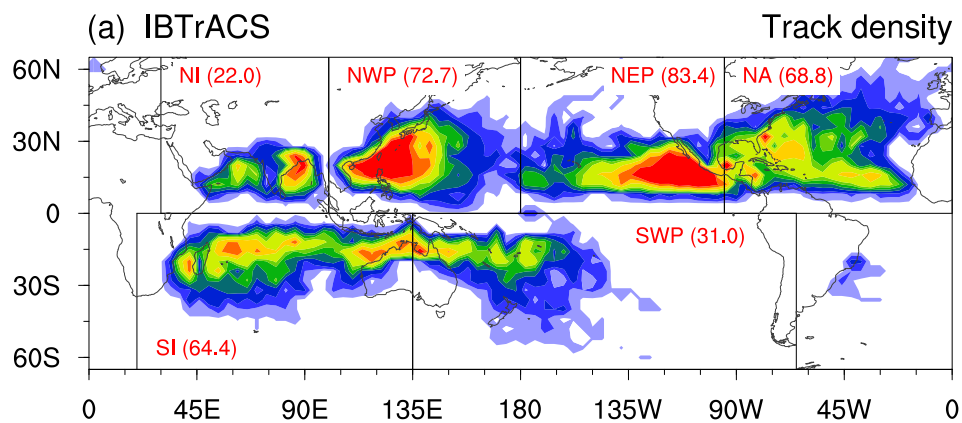 (a) IBTrACS Track density
60N
NI (22.0) NWP (72.7) NEP (83.4) NA (68.8)
30N
0
SWP (31.0)
30S
SI (64.4)
60S
0 45E 90E 135E 180 135W 90W 45W 0